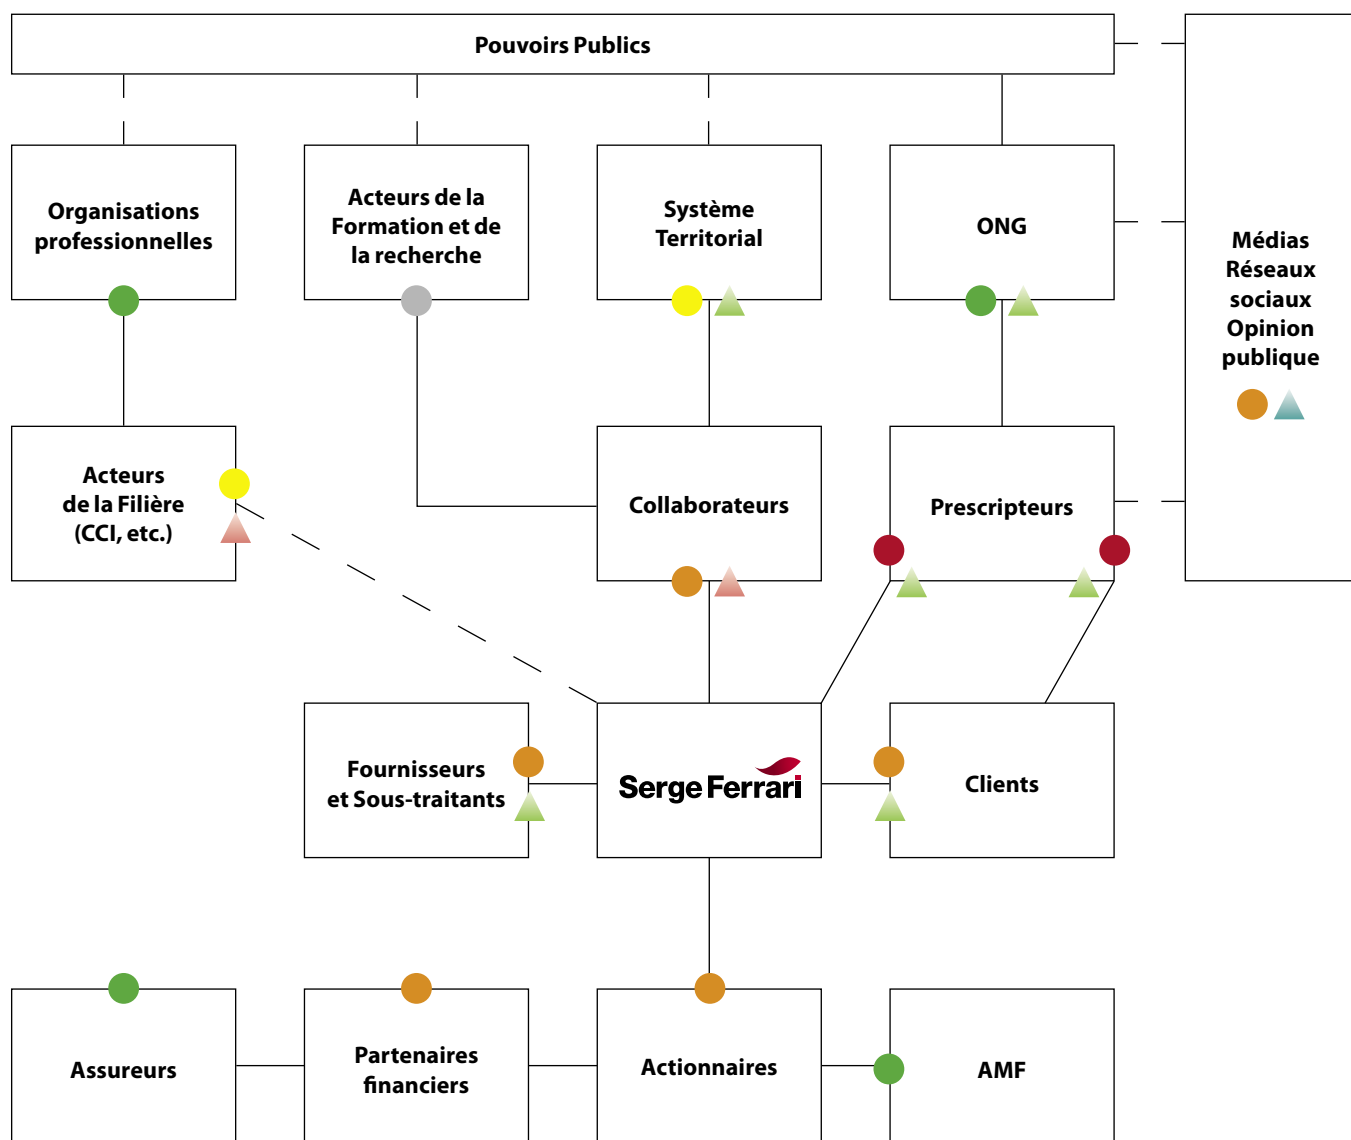 Pouvoirs Publics
Organisations
professionnelles
Acteurs de la
Formation et de
la recherche
Système
Territorial
ONG
Médias
Réseaux
sociaux
Opinion
publique
Acteurs
de la Filière
(CCI, etc.)
Collaborateurs
Prescripteurs
Fournisseurs
et Sous-traitants
Serge Ferrari
Clients
Assureurs
Partenaires
financiers
Actionnaires
AMF